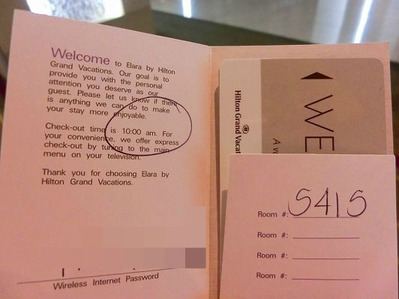 Welcome to Elara by Hilton
Grand Vacations. Our goal is to
provide you with the personal
attention you deserve as our
guest. Please let us know if there
is anything we can do to make
your stay more enjoyable.
Check-out time is 10:00 am. For
your convenience, we offer express
check-out by tuning to the main
menu on your television.
Thank you for choosing Elara by
Hilton Grand Vacations.
Wireless Internet Password
Hilton Grand Vacat
WE
A v
Room #: 5415
Room #:
Room #:
Room #: